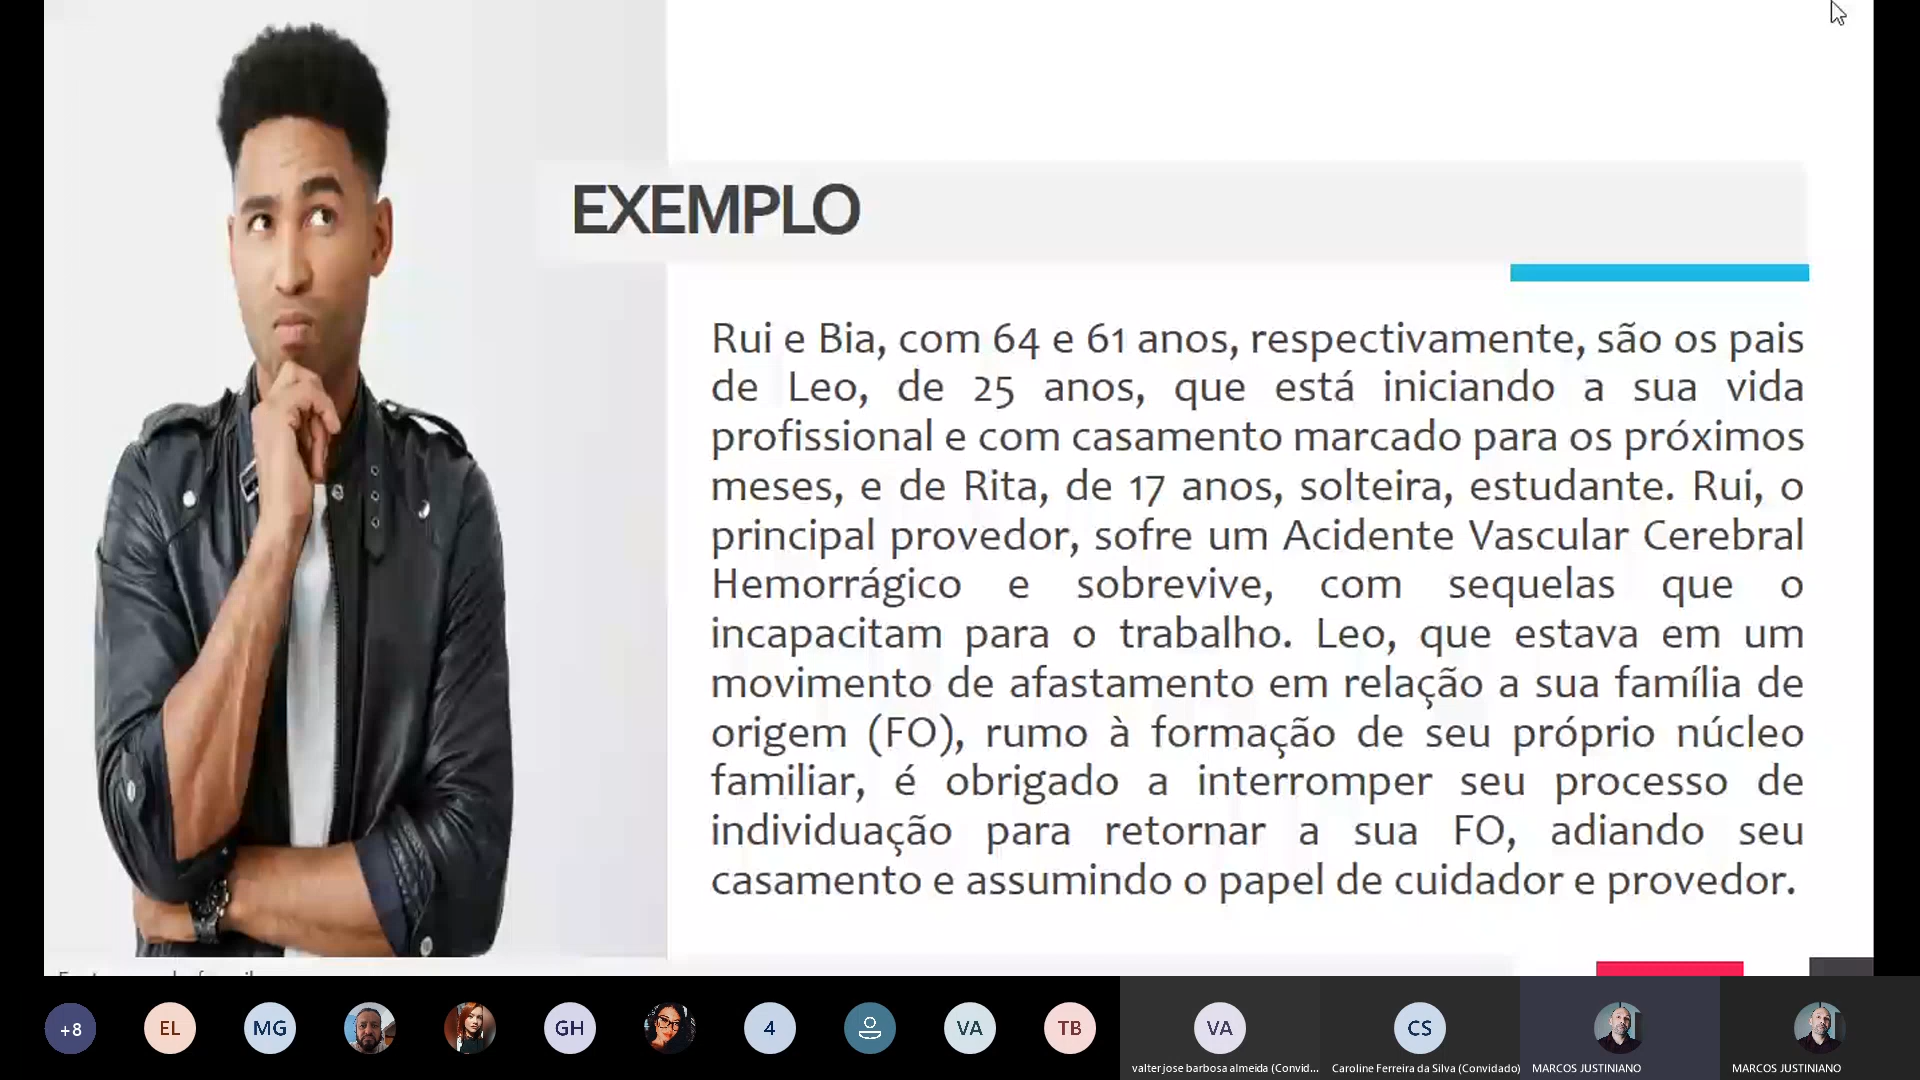 EXEMPLO
Rui e Bia, com 64 e 61 anos, respectivamente, são os pais
de Leo, de 25 anos, que está iniciando a sua vida
profissional e com casamento marcado para os próximos
meses, e de Rita, de 17 anos, solteira, estudante. Rui, o
principal provedor, sofre um Acidente Vascular Cerebral
Hemorrágico e sobrevive, com sequelas que o
incapacitam para o trabalho. Leo, que estava em um
movimento de afastamento em relação a sua família de
origem (FO), rumo à formação de seu próprio núcleo
familiar, é obrigado a interromper seu processo de
individuação para retornar a sua FO, adiando seu
casamento e assumindo o papel de cuidador e provedor.
+8 EL MG GH 4 VA TB VA CS
valter jose barbosa almeida (Convid... Caroline Ferreira da Silva (Convidado) MARCOS JUSTINIANO MARCOS JUSTINIANO